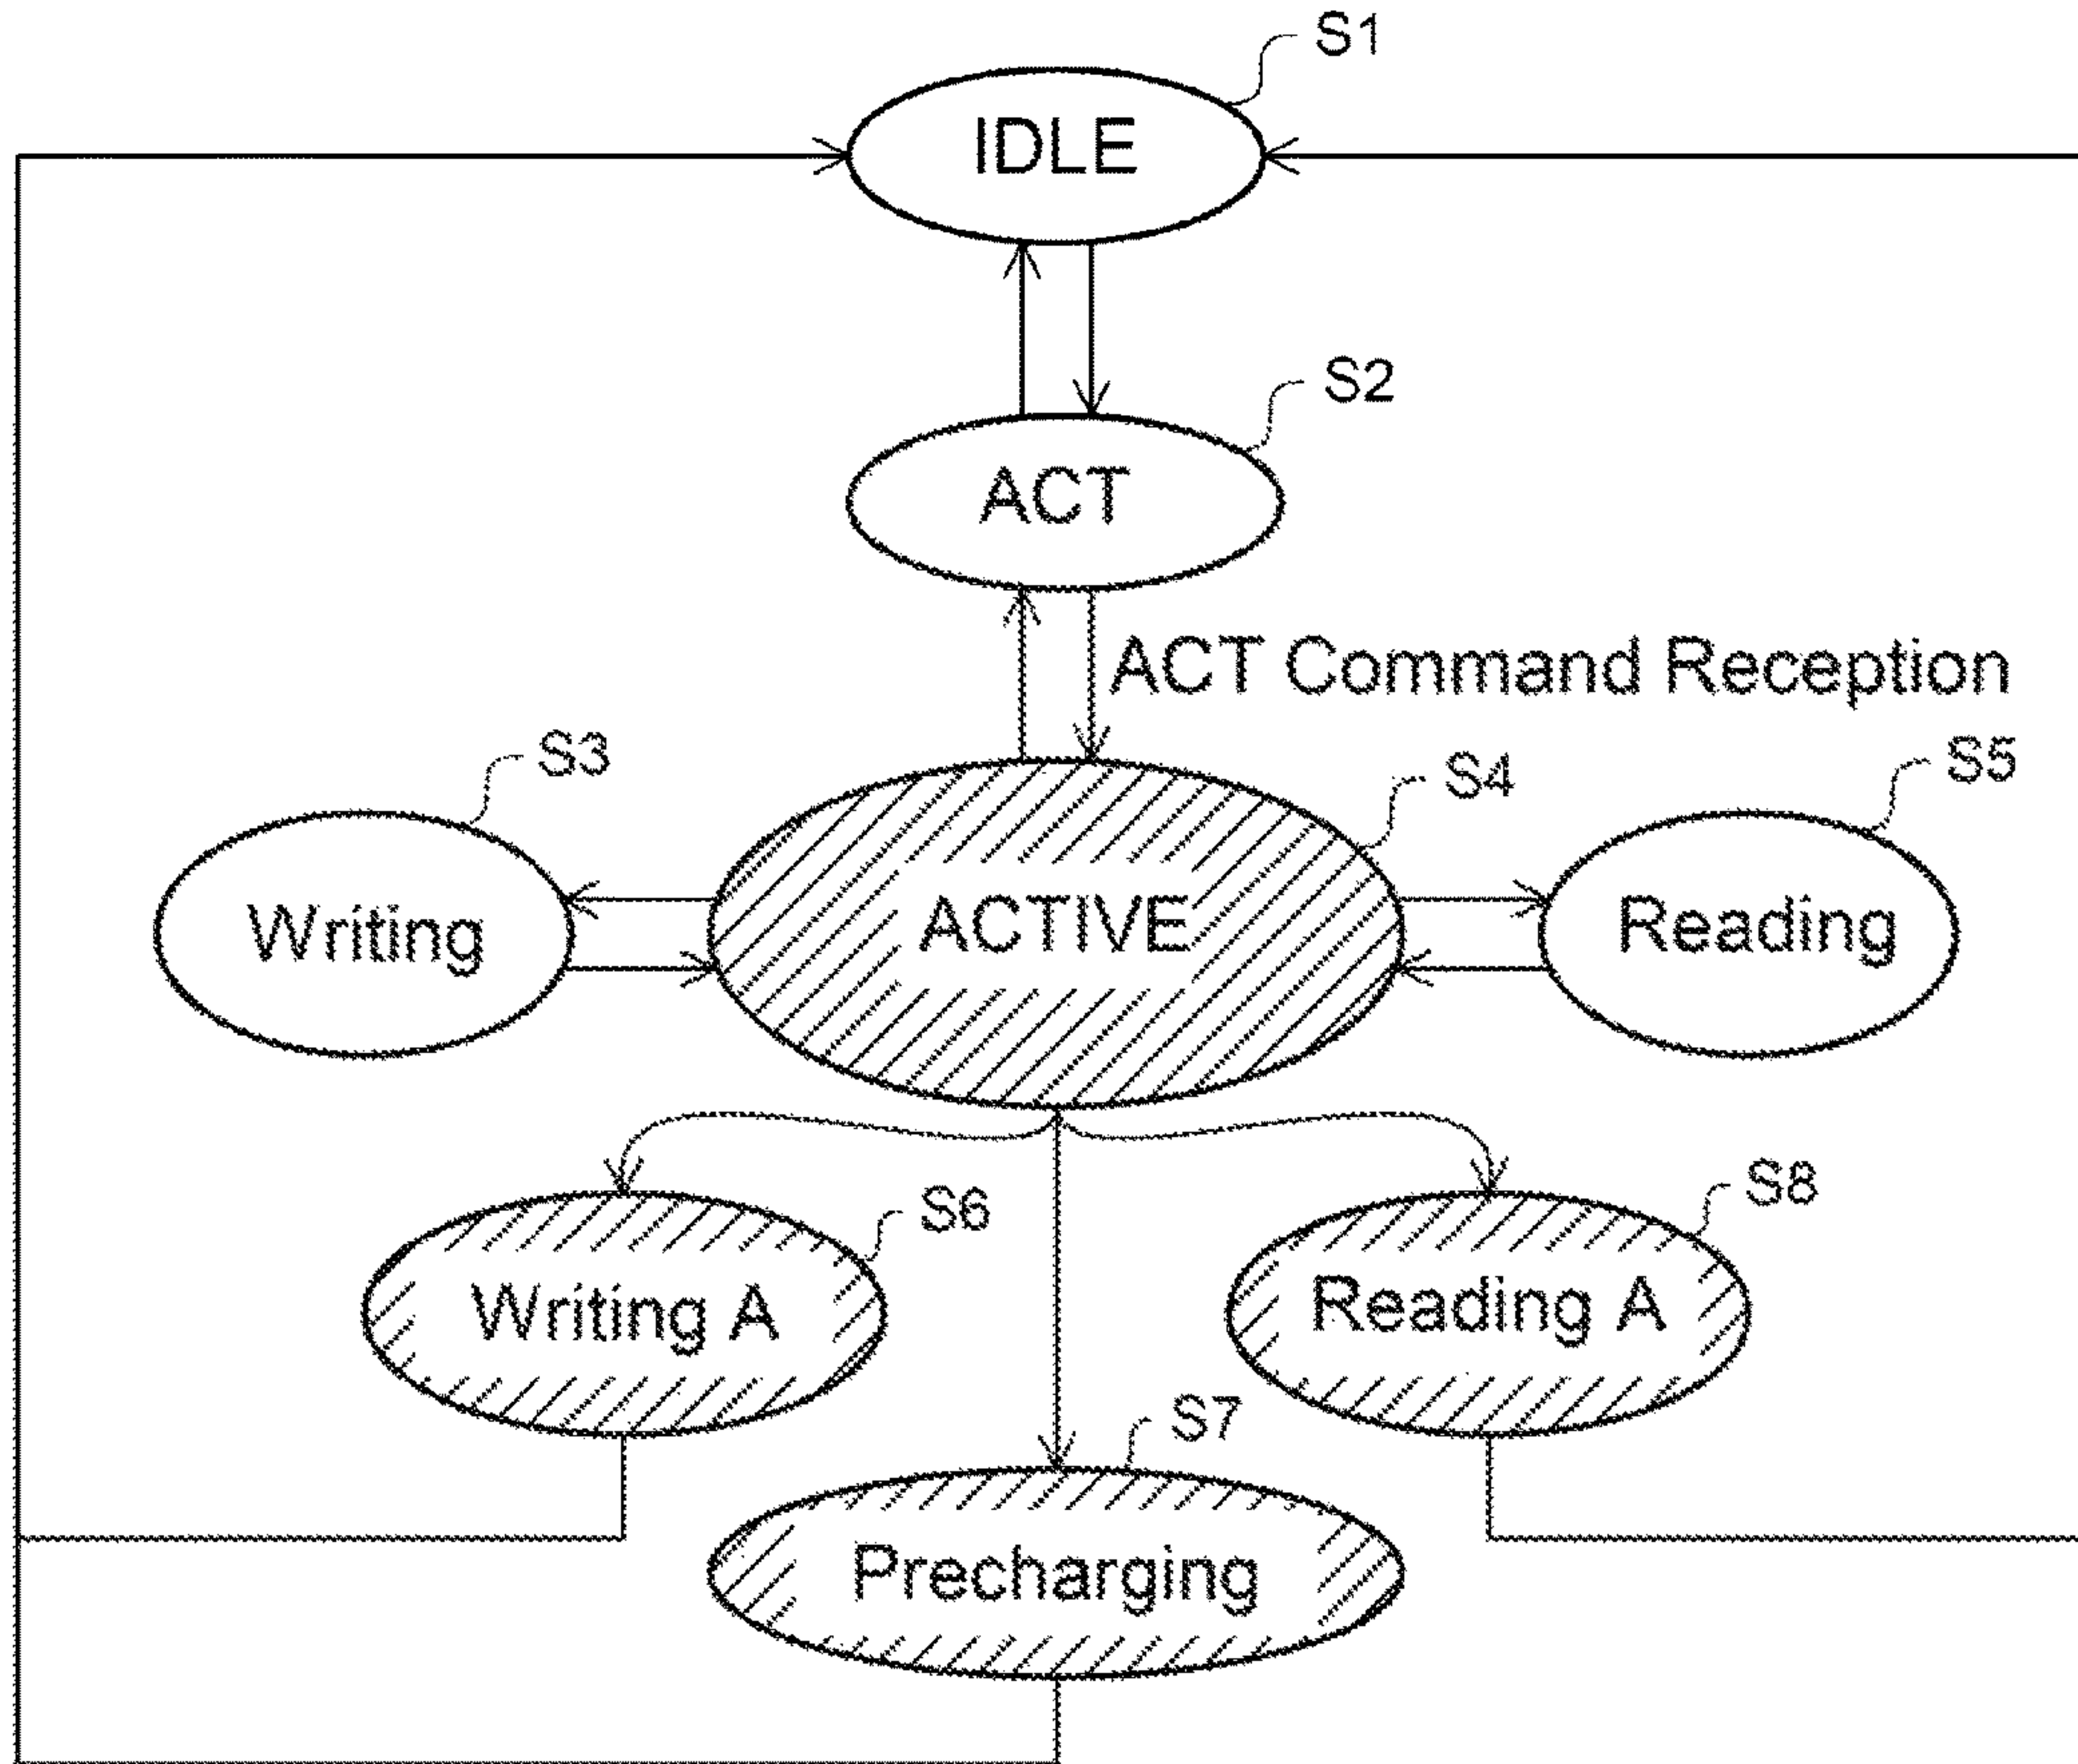 S1
IDLE
S2
ACT
ACT Command Reception
S3
S4
S5
Writing
ACTIVE
Reading
S6
S8
Writing A
Reading A
S7
Precharging